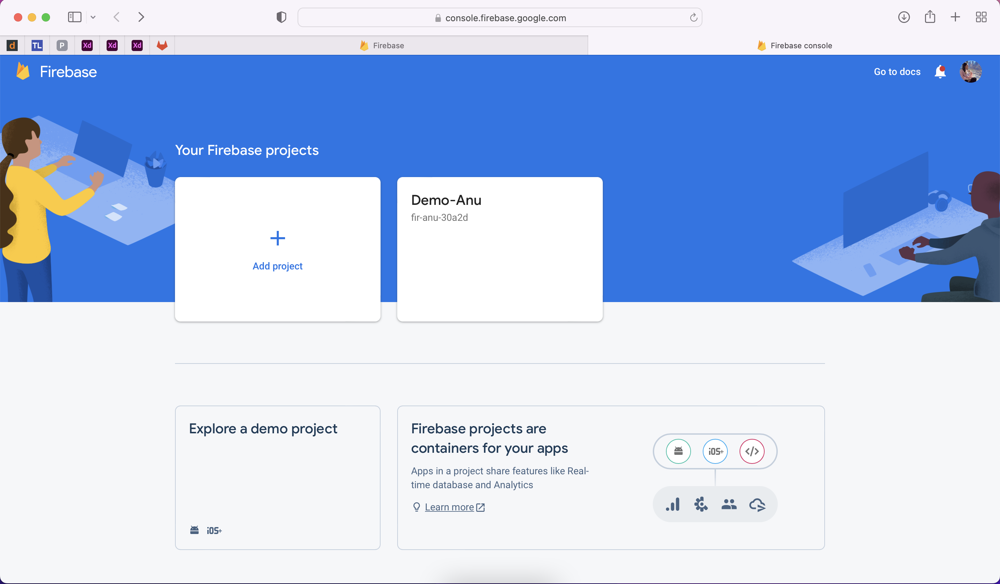 console.firebase.google.com
d
TL
P
Xd
Xd
Xd
Firebase
Firebase console
Firebase
Go to docs
Your Firebase projects
Add project
Demo-Anu
fir-anu-30a2d
Explore a demo project
iOS+
Firebase projects are
containers for your apps
Apps in a project share features like Real-
time database and Analytics
Learn more
iOS+